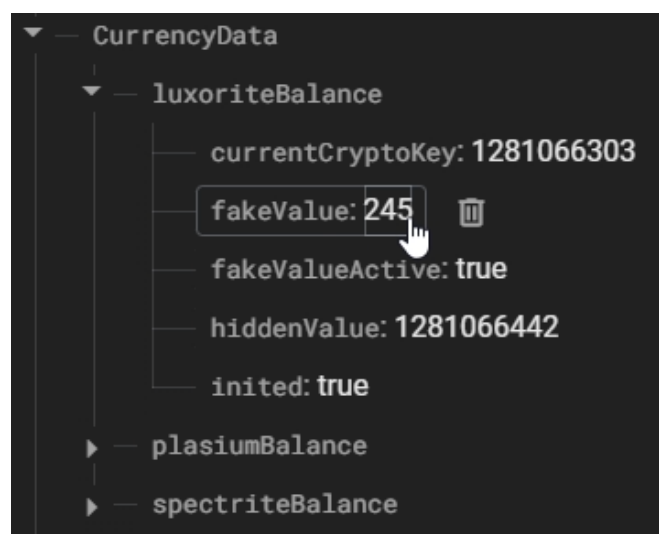 CurrencyData
luxoriteBalance
currentCryptoKey: 1281066303
fakeValue: 245
fakeValueActive: true
hiddenValue: 1281066442
inited: true
plasiumBalance
spectriteBalance